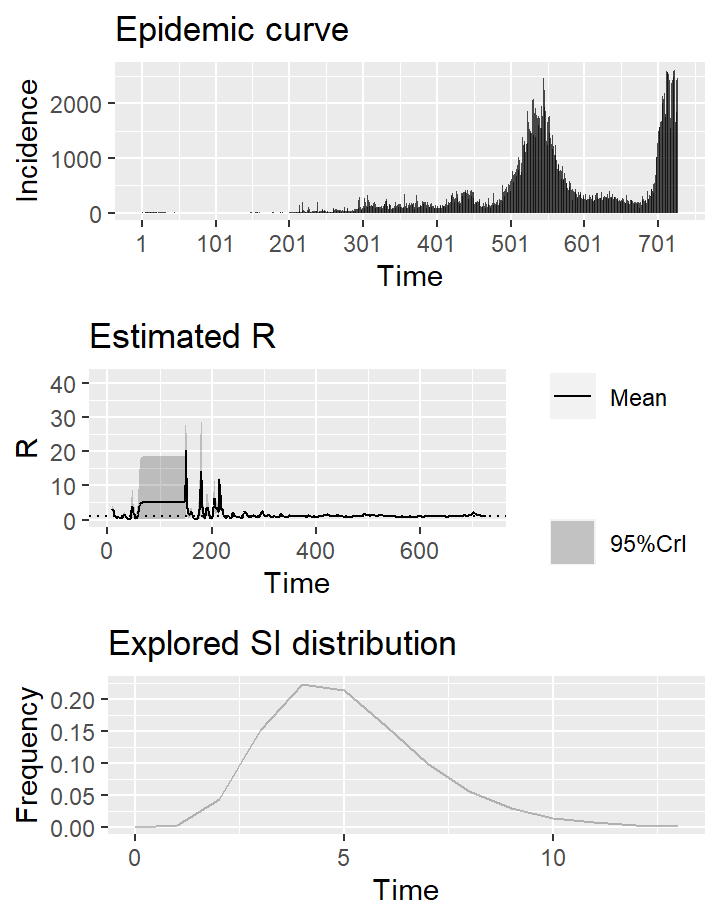 Epidemic curve
Incidence
2000
1000
0
1 101 201 301 401 501 601 701
Time
Estimated R
R
40
30
20
10
0
0 200 400 600
Time
Mean
95%CrI
Explored SI distribution
Frequency
0.20
0.15
0.10
0.05
0.00
0 5 10
Time